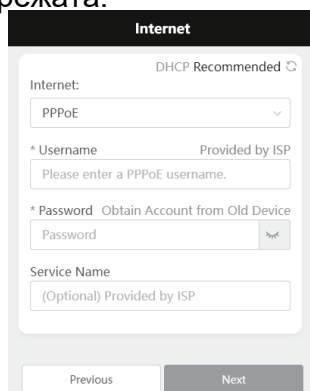 режата.
Internet
DHCP Recommended
Internet:
PPPoE
* Username Provided by ISP
Please enter a PPPoE username.
* Password Obtain Account from Old Device
Password
Service Name
(Optional) Provided by ISP
Previous Next